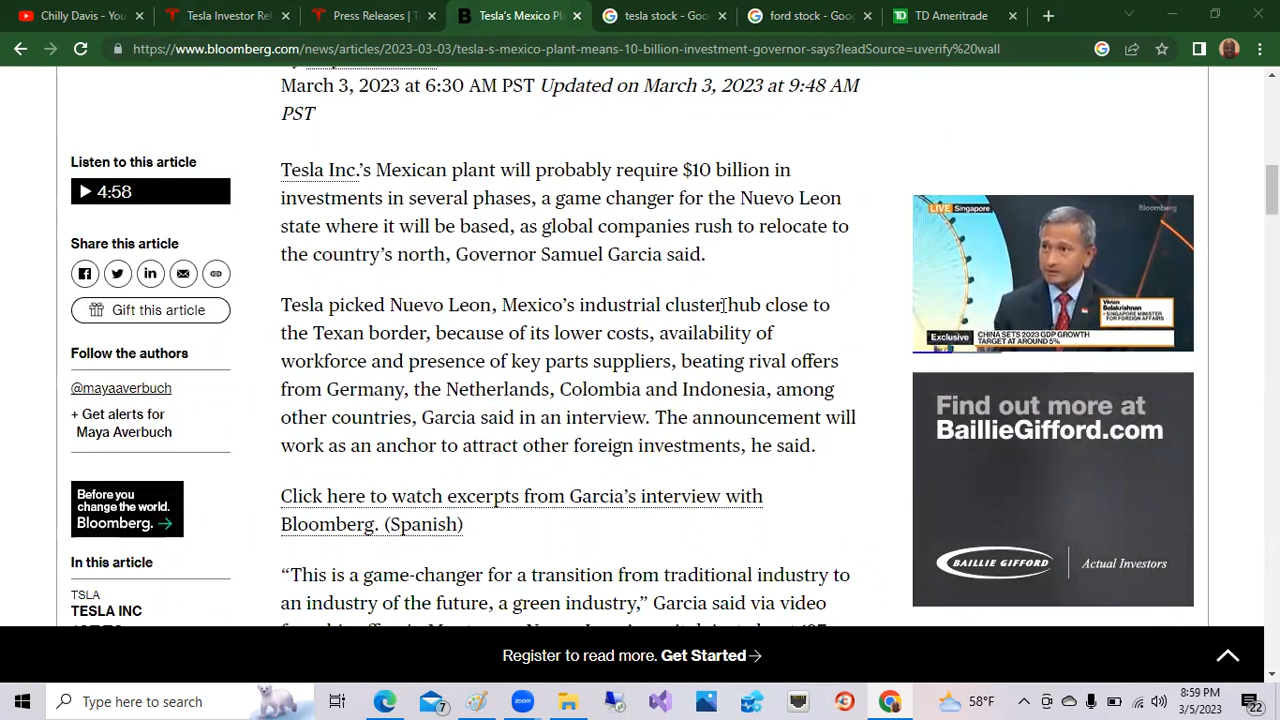 Chilly Davis - You
Tesla Investor Rel
Press Releases | T
Tesla's Mexico Pl
tesla stock - Goo
ford stock - Goog
TD Ameritrade
https://www.bloomberg.com/news/articles/2023-03-03/tesla-s-mexico-plant-means-10-billion-investment-governor-says?leadSource=uverify%20wall
March 3, 2023 at 6:30 AM PST Updated on March 3, 2023 at 9:48 AM
PST
Listen to this article
4:58
Share this article
Gift this article
Follow the authors
@mayaaverbuch
+ Get alerts for
Maya Averbuch
Before you
change the world.
Bloomberg.
In this article
TSLA
TESLA INC
Tesla Inc.'s Mexican plant will probably require $10 billion in
investments in several phases, a game changer for the Nuevo Leon
state where it will be based, as global companies rush to relocate to
the country's north, Governor Samuel Garcia said.
Tesla picked Nuevo Leon, Mexico's industrial cluster hub close to
the Texan border, because of its lower costs, availability of
workforce and presence of key parts suppliers, beating rival offers
from Germany, the Netherlands, Colombia and Indonesia, among
other countries, Garcia said in an interview. The announcement will
work as an anchor to attract other foreign investments, he said.
Click here to watch excerpts from Garcia's interview with
Bloomberg. (Spanish)
“This is a game-changer for a transition from traditional industry to
an industry of the future, a green industry,” Garcia said via video
LIVE Singapore
Bloomberg
Vivian
Balakrishnan
SINGAPORE MINISTER
FOR FOREIGN AFFAIRS
Exclusive
CHINA SETS 2023 GDP GROWTH
TARGET AT AROUND 5%
Find out more at
BaillieGifford.com
BAILLIE GIFFORD
Actual Investors
Register to read more. Get Started
Type here to search
7
58°F
8:59 PM
3/5/2023
22